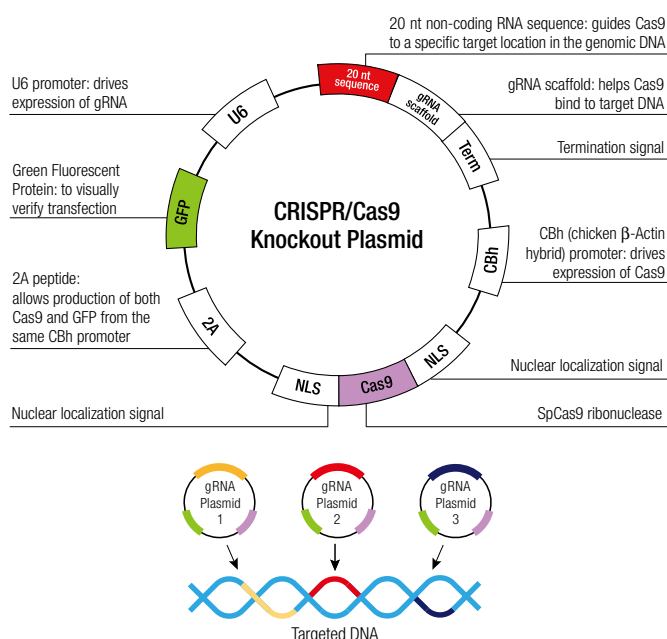 20 nt non-coding RNA sequence: guides Cas9
to a specific target location in the genomic DNA
20 nt
sequence
U6 promoter: drives
expression of gRNA
U6
gRNA
scaffold
gRNA scaffold: helps Cas9
bind to target DNA
Term
Termination signal
Green Fluorescent
Protein: to visually
verify transfection
GFP
CRISPR/Cas9
Knockout Plasmid
CBh
CBh (chicken β-Actin
hybrid) promoter: drives
expression of Cas9
2A peptide:
allows production of both
Cas9 and GFP from the
same CBh promoter
2A
NLS
Cas9
NLS
Nuclear localization signal
Nuclear localization signal
SpCas9 ribonuclease
gRNA
Plasmid
1
gRNA
Plasmid
2
gRNA
Plasmid
3
Targeted DNA